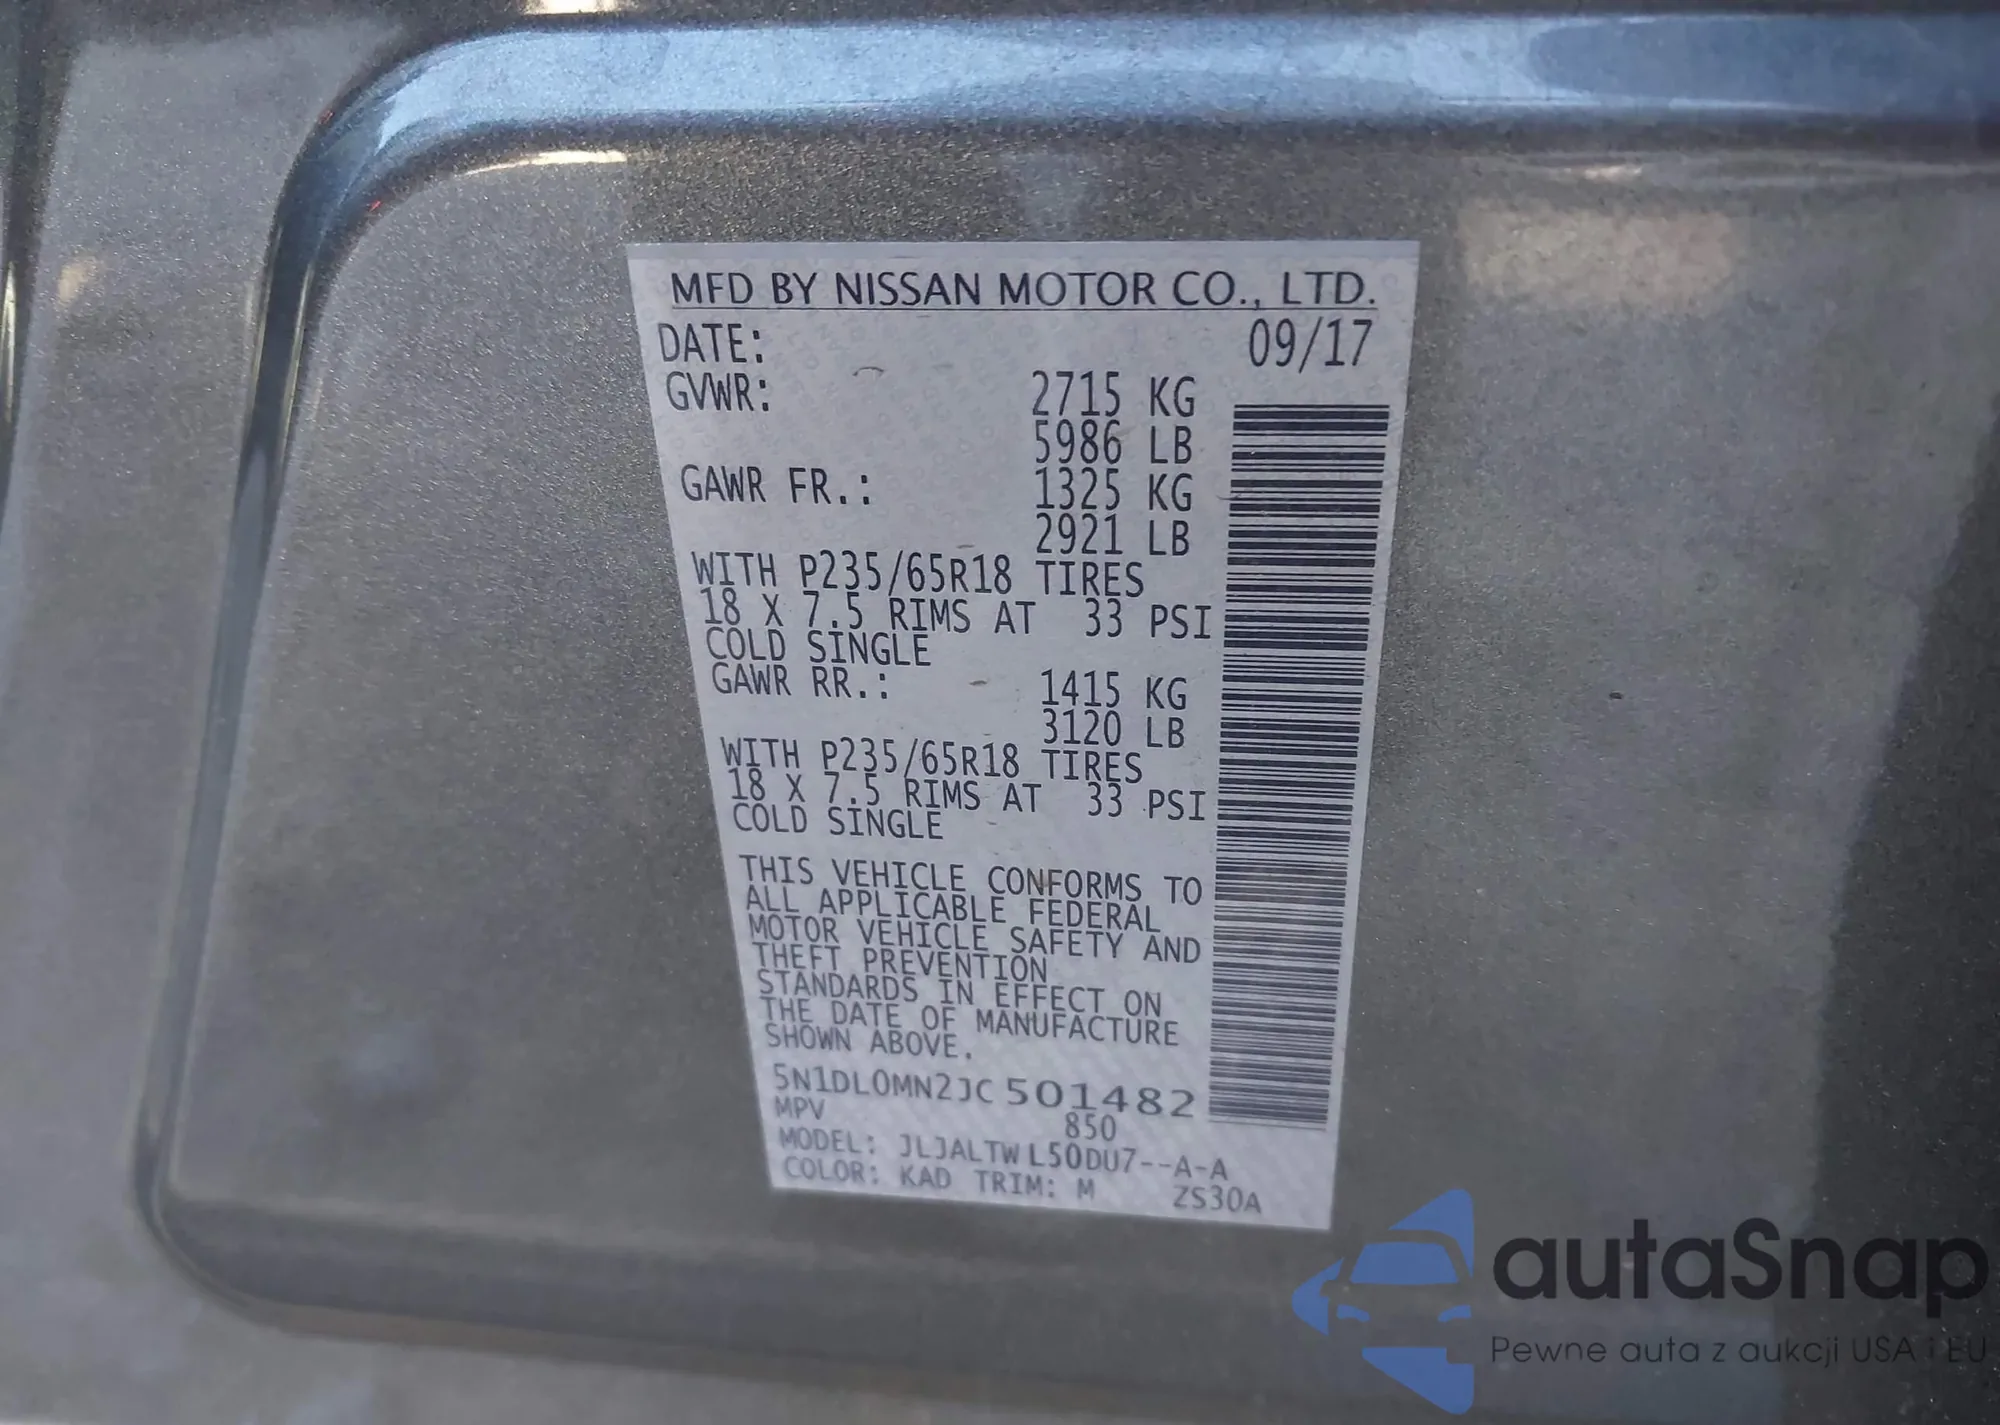 MFD BY NISSAN MOTOR CO., LTD.
DATE: 09/17
GVWR: 2715 KG
5986 LB
GAWR FR.: 1325 KG
2921 LB
WITH P235/65R18 TIRES
18 X 7.5 RIMS AT 33 PSI
COLD SINGLE
GAWR RR.: 1415 KG
3120 LB
WITH P235/65R18 TIRES
18 X 7.5 RIMS AT 33 PSI
COLD SINGLE
THIS VEHICLE CONFORMS TO
ALL APPLICABLE FEDERAL
MOTOR VEHICLE SAFETY AND
THEFT PREVENTION
STANDARDS IN EFFECT ON
THE DATE OF MANUFACTURE
SHOWN ABOVE.
5N1DL0MN2JC501482
MPV 850
MODEL: JLJALTWL50DU7--A-A
COLOR: KAD TRIM: M ZS30A
autaSnap
Pewne auta z aukcji USA i EU